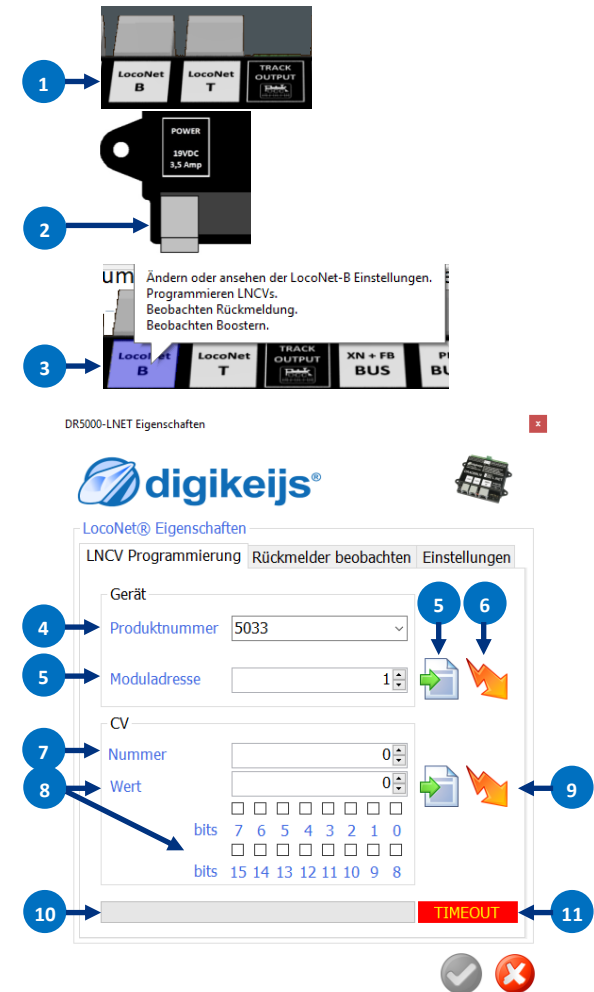 1
LocoNet
B
LocoNet
T
TRACK
OUTPUT
POWER
19VDC
3,5 Amp
2
um
Ändern oder ansehen der LocoNet-B Einstellungen.
Programmieren LNCVs.
Beobachten Rückmeldung.
Beobachten Boostern.
3
B
LocoNet
T
TRACK
OUTPUT
XN + FB
BUS
DR5000-LNET Eigenschaften
x
digikeijs®
LocoNet® Eigenschaften
LNCV Programmierung Rückmelder beobachten Einstellungen
Gerät
5 6
4 Produktnummer 5033
5 Moduladresse 1
CV
7 Nummer 0
8 Wert 0 9
bits 7 6 5 4 3 2 1 0
bits 15 14 13 12 11 10 9 8
10 TIMEOUT 11